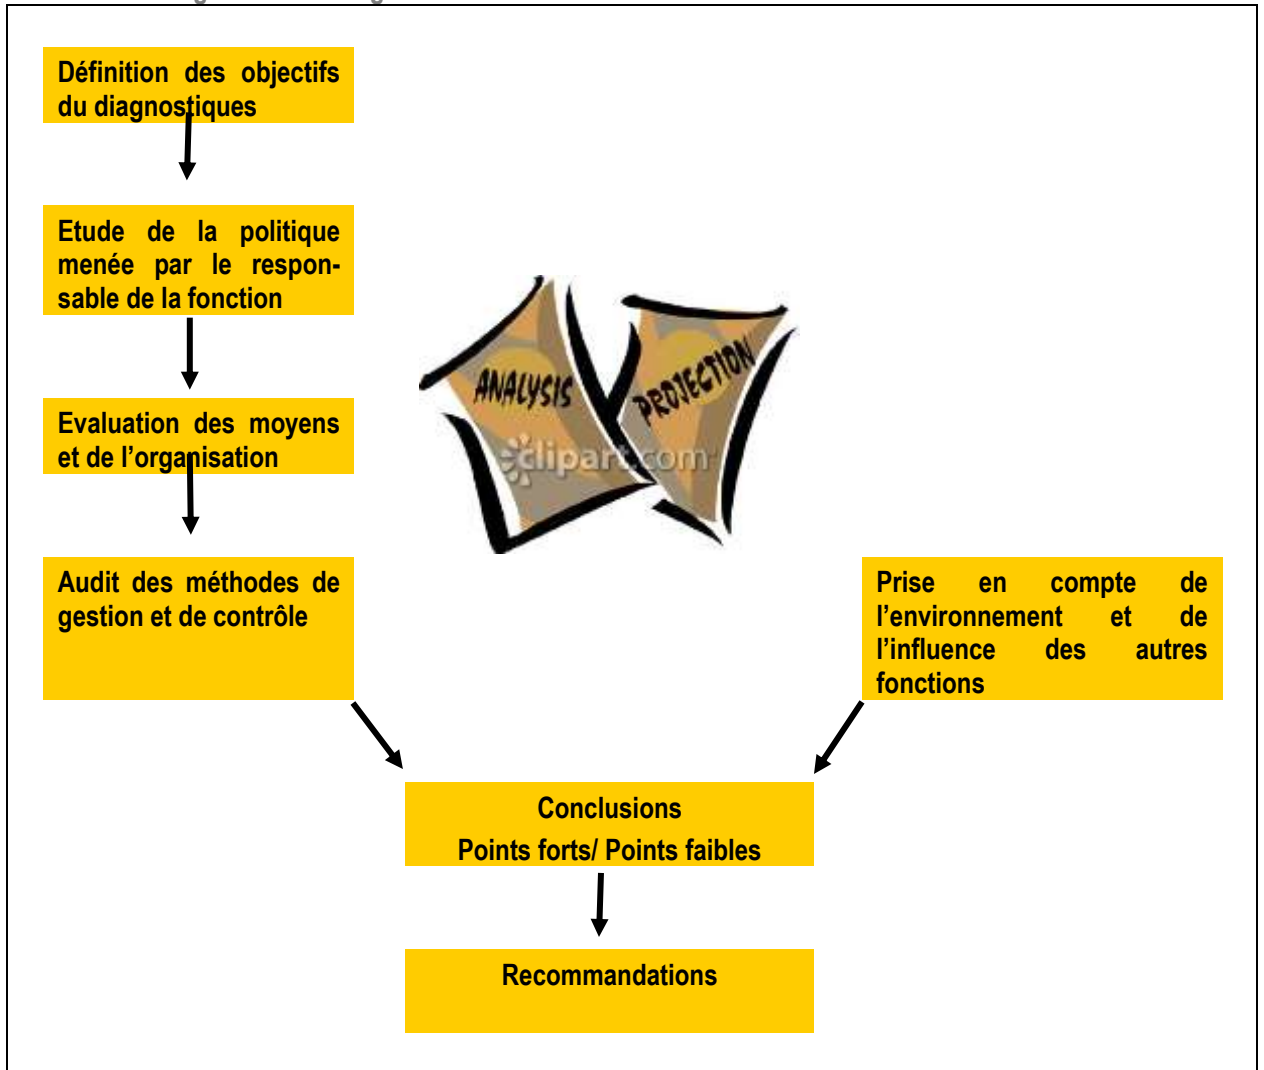 Définition des objectifs
du diagnostiques
Etude de la politique
menée par le respon-
sable de la fonction
Evaluation des moyens
et de l'organisation
ANALYSIS
PROJECTION
clipart.com
Audit des méthodes de
gestion et de contrôle
Prise en compte de
l'environnement et de
l'influence des autres
fonctions
Conclusions
Points forts/ Points faibles
Recommandations